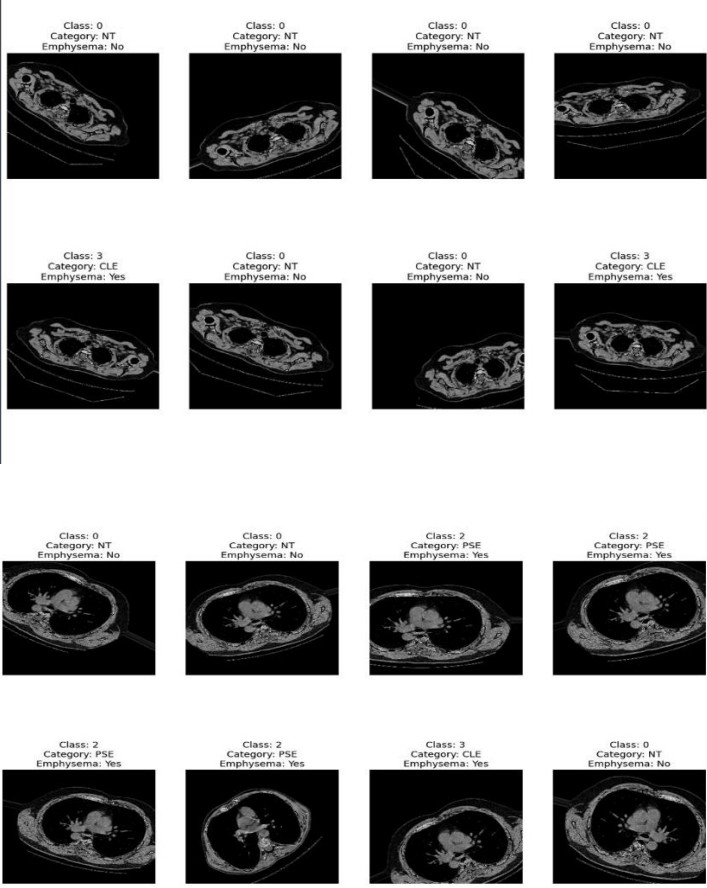 Class: 0
Category: NT
Emphysema: No
Class: 0
Category: NT
Emphysema: No
Class: 0
Category: NT
Emphysema: No
Class: 0
Category: NT
Emphysema: No
Class: 3
Category: CLE
Emphysema: Yes
Class: 0
Category: NT
Emphysema: No
Class: 0
Category: NT
Emphysema: No
Class: 3
Category: CLE
Emphysema: Yes
Class: 0
Category: NT
Emphysema: No
Class: 0
Category: NT
Emphysema: No
Class: 2
Category: PSE
Emphysema: Yes
Class: 2
Category: PSE
Emphysema: Yes
Class: 2
Category: PSE
Emphysema: Yes
Class: 2
Category: PSE
Emphysema: Yes
Class: 3
Category: CLE
Emphysema: Yes
Class: 0
Category: NT
Emphysema: No